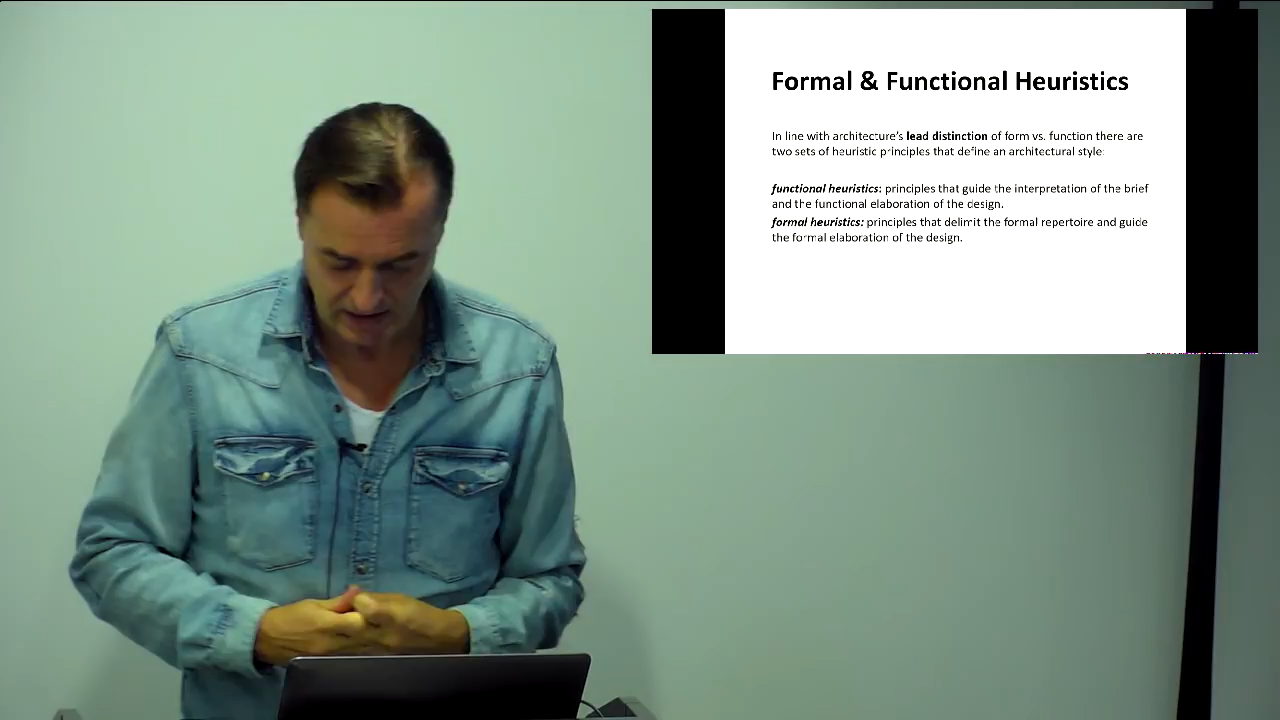 Formal & Functional Heuristics
In line with architecture's lead distinction of form vs. function there are
two sets of heuristic principles that define an architectural style:
functional heuristics: principles that guide the interpretation of the brief
and the functional elaboration of the design.
formal heuristics: principles that delimit the formal repertoire and guide
the formal elaboration of the design.